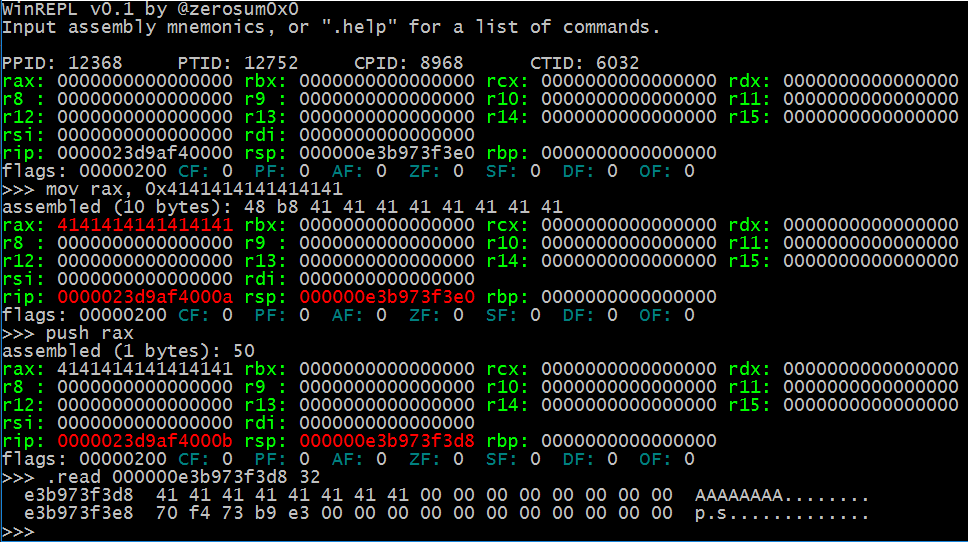 WinREPL v0.1 by @zerosum0x0
Input assembly mnemonics, or ".help" for a list of commands.
PPID: 12368 PTID: 12752 CPID: 8968 CTID: 6032
rax: 0000000000000000 rbx: 0000000000000000 rcx: 0000000000000000 rdx: 0000000000000000
r8 : 0000000000000000 r9 : 0000000000000000 r10: 0000000000000000 r11: 0000000000000000
r12: 0000000000000000 r13: 0000000000000000 r14: 0000000000000000 r15: 0000000000000000
rsi: 0000000000000000 rdi: 0000000000000000
rip: 0000023d9af40000 rsp: 000000e3b973f3e0 rbp: 0000000000000000
flags: 00000200 CF: 0 PF: 0 AF: 0 ZF: 0 SF: 0 DF: 0 OF: 0
>>> mov rax, 0x4141414141414141
assembled (10 bytes): 48 b8 41 41 41 41 41 41 41 41
rax: 4141414141414141 rbx: 0000000000000000 rcx: 0000000000000000 rdx: 0000000000000000
r8 : 0000000000000000 r9 : 0000000000000000 r10: 0000000000000000 r11: 0000000000000000
r12: 0000000000000000 r13: 0000000000000000 r14: 0000000000000000 r15: 0000000000000000
rsi: 0000000000000000 rdi: 0000000000000000
rip: 0000023d9af4000a rsp: 000000e3b973f3e0 rbp: 0000000000000000
flags: 00000200 CF: 0 PF: 0 AF: 0 ZF: 0 SF: 0 DF: 0 OF: 0
>>> push rax
assembled (1 bytes): 50
rax: 4141414141414141 rbx: 0000000000000000 rcx: 0000000000000000 rdx: 0000000000000000
r8 : 0000000000000000 r9 : 0000000000000000 r10: 0000000000000000 r11: 0000000000000000
r12: 0000000000000000 r13: 0000000000000000 r14: 0000000000000000 r15: 0000000000000000
rsi: 0000000000000000 rdi: 0000000000000000
rip: 0000023d9af4000b rsp: 000000e3b973f3d8 rbp: 0000000000000000
flags: 00000200 CF: 0 PF: 0 AF: 0 ZF: 0 SF: 0 DF: 0 OF: 0
>>> .read 000000e3b973f3d8 32
e3b973f3d8 41 41 41 41 41 41 41 41 00 00 00 00 00 00 00 00 AAAAAAAA........
e3b973f3e8 70 f4 73 b9 e3 00 00 00 00 00 00 00 00 00 00 00 p.s.............
>>>